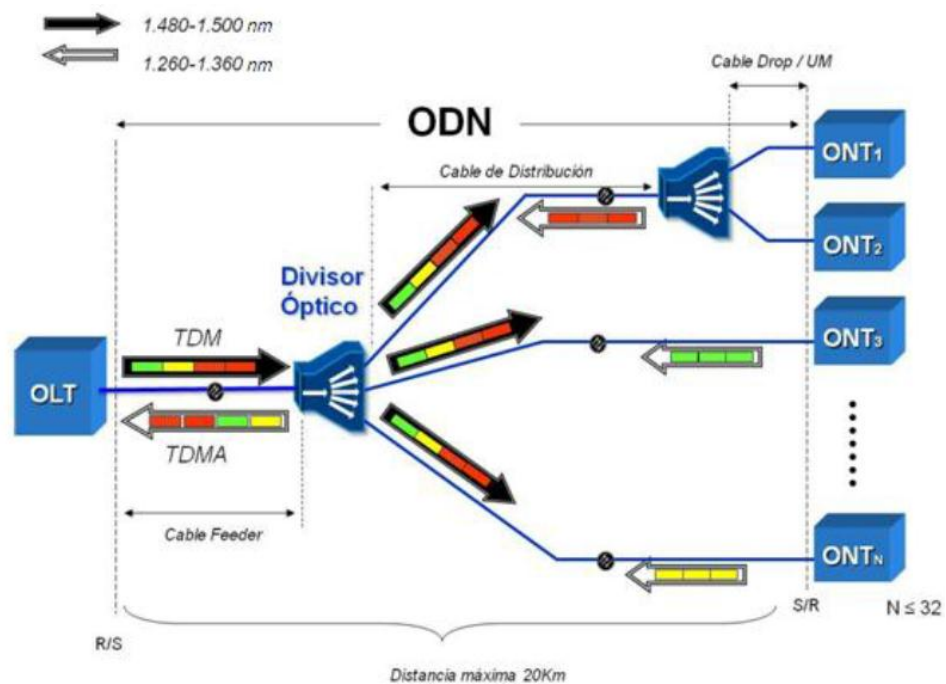 1.480-1.500 nm
1.260-1.360 nm
Cable Drop / UM
ODN
Cable de Distribución
ONT1
ONT2
Divisor
Óptico
TDM
ONT3
OLT
TDMA
Cable Feeder
ONTN
S/R
N ≤ 32
R/S
Distancia máxima 20Km